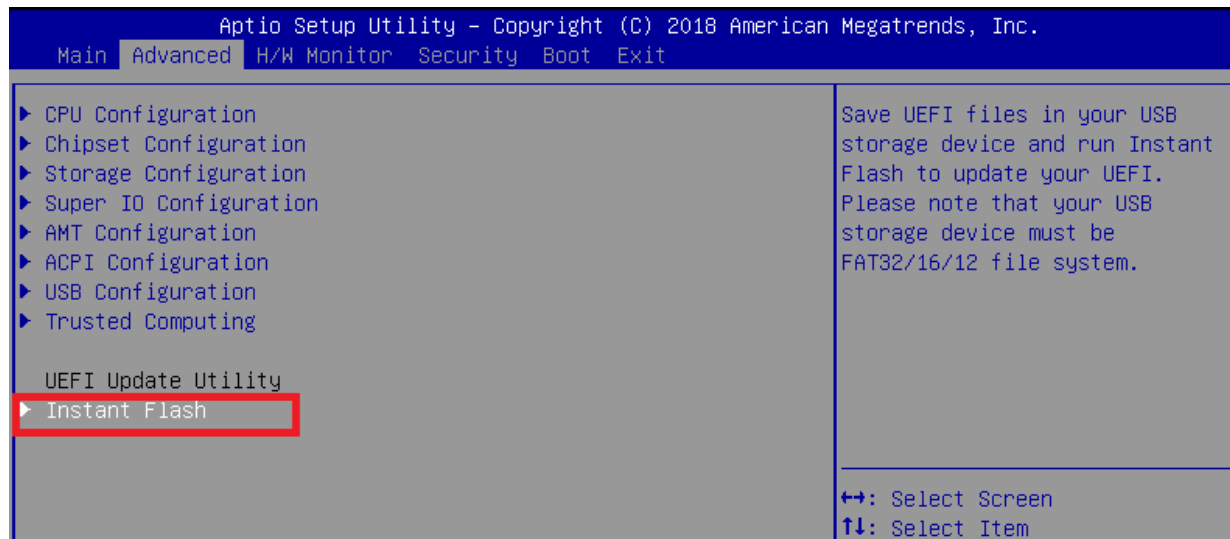 Aptio Setup Utility – Copyright (C) 2018 American Megatrends, Inc.
Main Advanced H/W Monitor Security Boot Exit
CPU Configuration
Chipset Configuration
Storage Configuration
Super IO Configuration
AMT Configuration
ACPI Configuration
USB Configuration
Trusted Computing
UEFI Update Utility
Instant Flash
Save UEFI files in your USB
storage device and run Instant
Flash to update your UEFI.
Please note that your USB
storage device must be
FAT32/16/12 file system.
↔: Select Screen
↑↓: Select Item